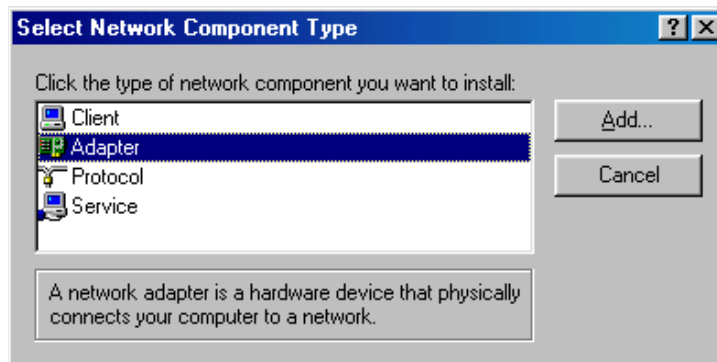 Select Network Component Type
Click the type of network component you want to install:
Client
Adapter
Protocol
Service
Add...
Cancel
A network adapter is a hardware device that physically
connects your computer to a network.